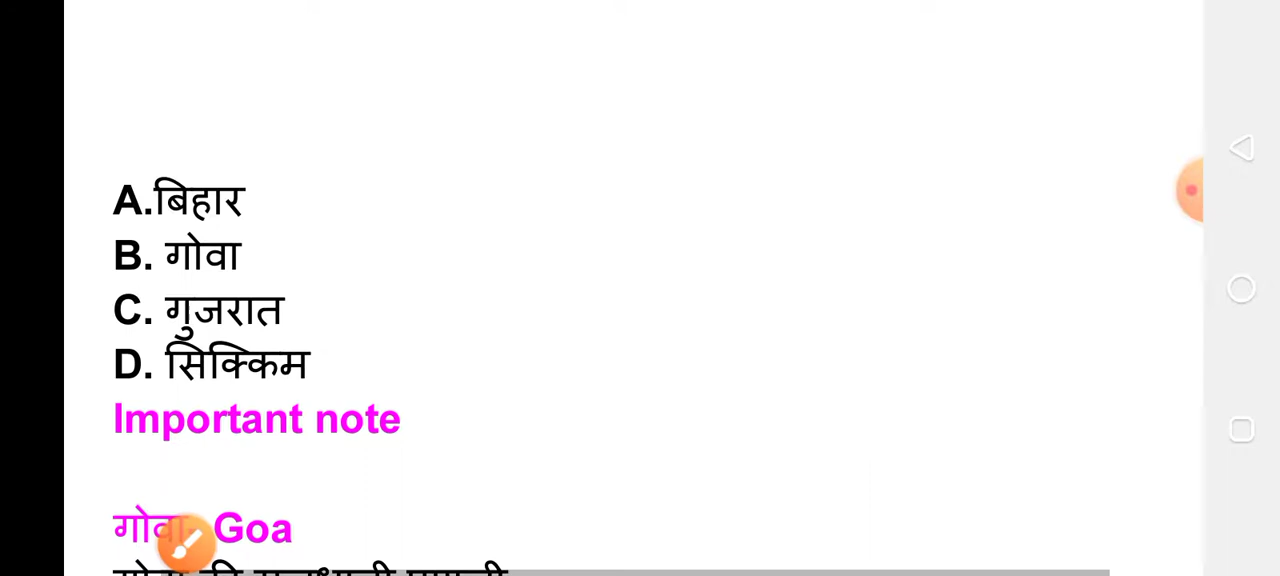 A.बिहार
B. गोवा
C. गुजरात
D. सिक्किम
Important note
गोवा- Goa